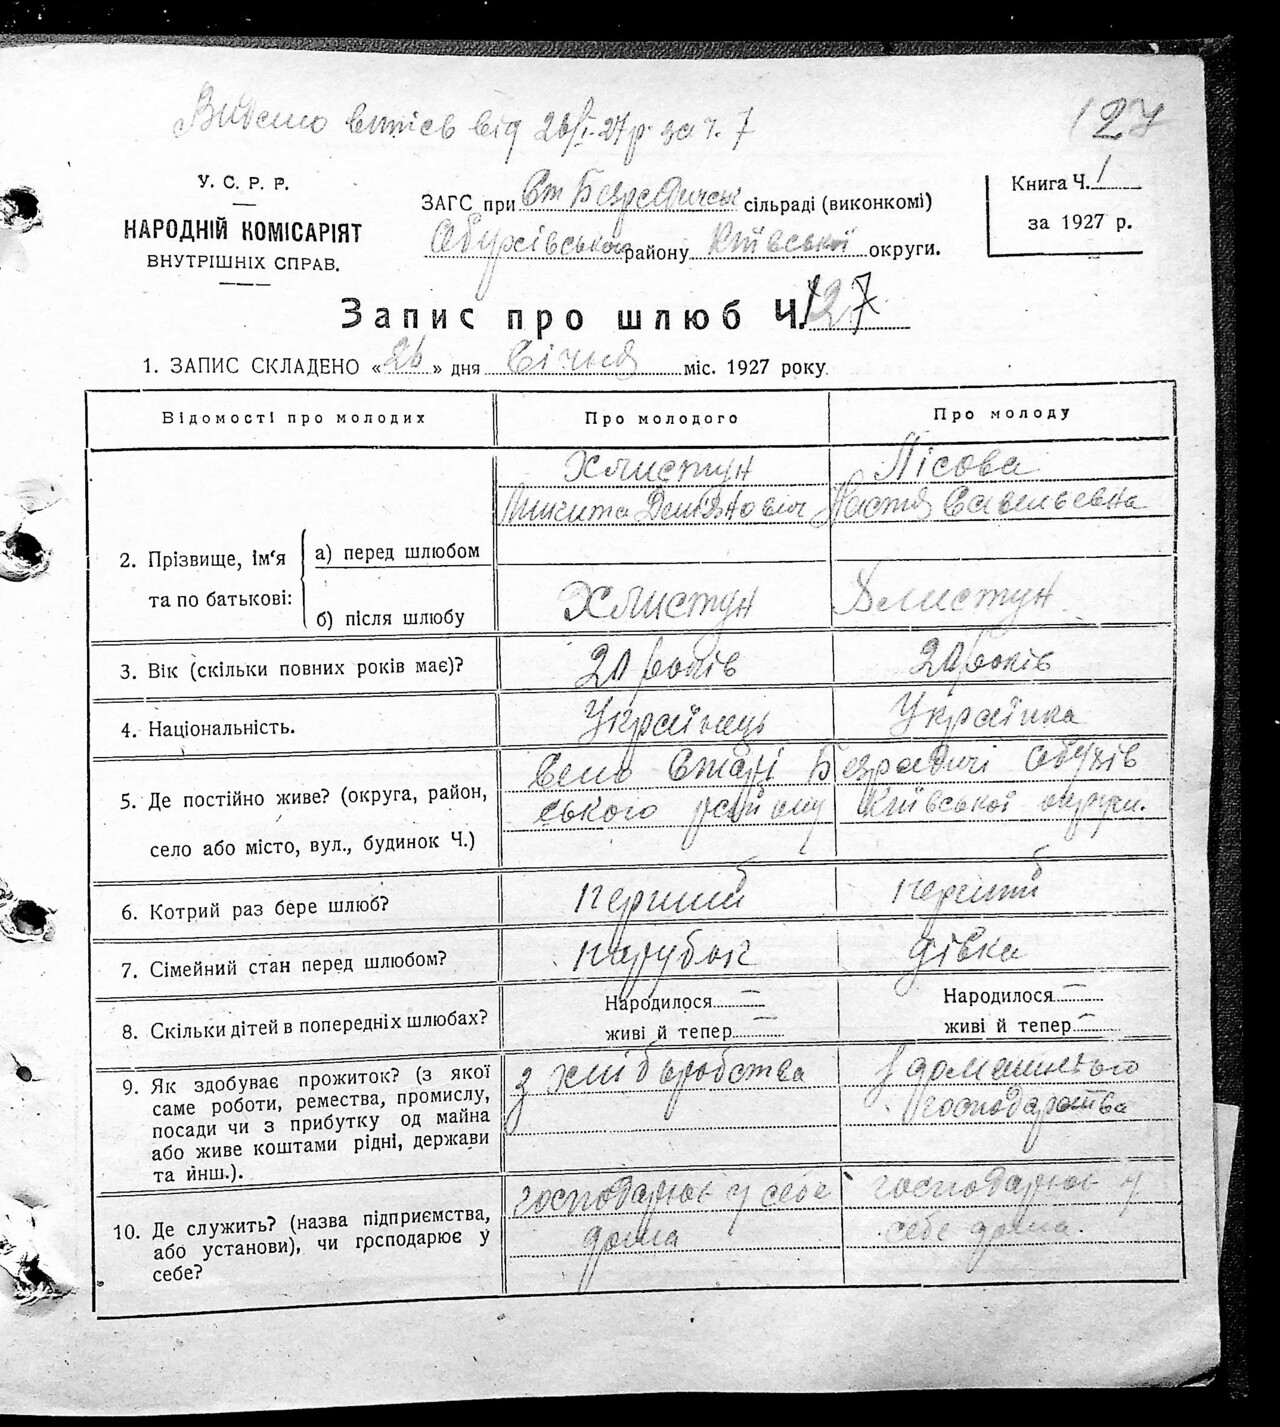 Видано витяг від 26/I-27р за ч. 7
127
У. С. Р. Р.
НАРОДНІЙ КОМІСАРІЯТ
ВНУТРІШНІХ СПРАВ.
ЗАГС при Ст Безрадичській сільраді (виконкомі)
Обухівського району Київської округи.
Книга Ч. 1
за 1927 р.
Запис про шлюб Ч. 127
1. ЗАПИС СКЛАДЕНО «26» дня Січня міс. 1927 року
Відомості про молодих Про молодого Про молоду
2. Прізвище, ім'я та по батькові:
а) перед шлюбом
Хлистун Лісова
Микита Демʼянович Настя Савельевна
б) після шлюбу
Хлистун Хлистун
3. Вік (скільки повних років має)? 20 років 20 років
4. Національність. Українець Українка
5. Де постійно живе? (округа, район,
село або місто, вул., будинок Ч.)
Село Старі Безрадичі Обухів
ського району Київської округи.
6. Котрий раз бере шлюб? перший перший
7. Сімейний стан перед шлюбом? парубок дівка
8. Скільки дітей в попередніх шлюбах?
Народилося — Народилося —
живі й тепер — живі й тепер —
9. Як здобуває прожиток? (з якої
саме роботи, ремества, промислу,
посади чи з прибутку од майна
або живе коштами рідні, держави
та инш.).
з хліборобства
з домашнього
господарства
10. Де служить? (назва підприємства,
або установи), чи господарює у
себе?
господарює у себе
дома
господарює у
себе дома.